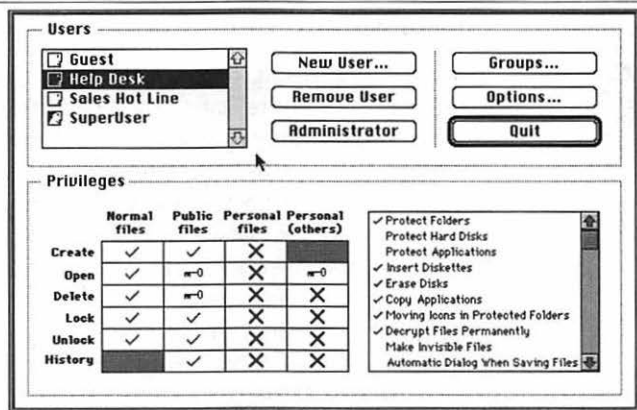 Users
Guest
Help Desk
Sales Hot Line
SuperUser
New User...
Remove User
Administrator
Groups...
Options...
Quit
Privileges
Normal files
Public files
Personal files
Personal (others)
Create
Open
Delete
Lock
Unlock
History
✓ Protect Folders
Protect Hard Disks
Protect Applications
✓ Insert Diskettes
✓ Erase Disks
✓ Copy Applications
✓ Moving Icons in Protected Folders
✓ Decrypt Files Permanently
Make Invisible Files
Automatic Dialog When Saving Files